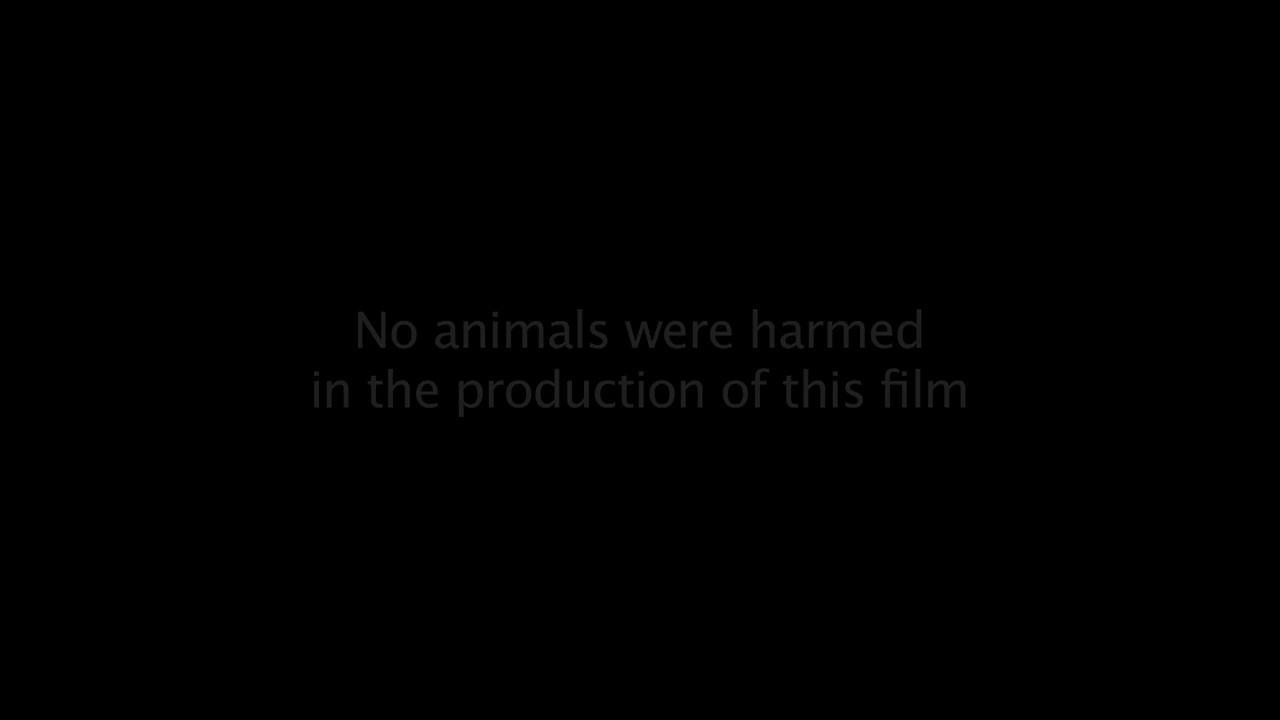 No animals were harmed
in the production of this film